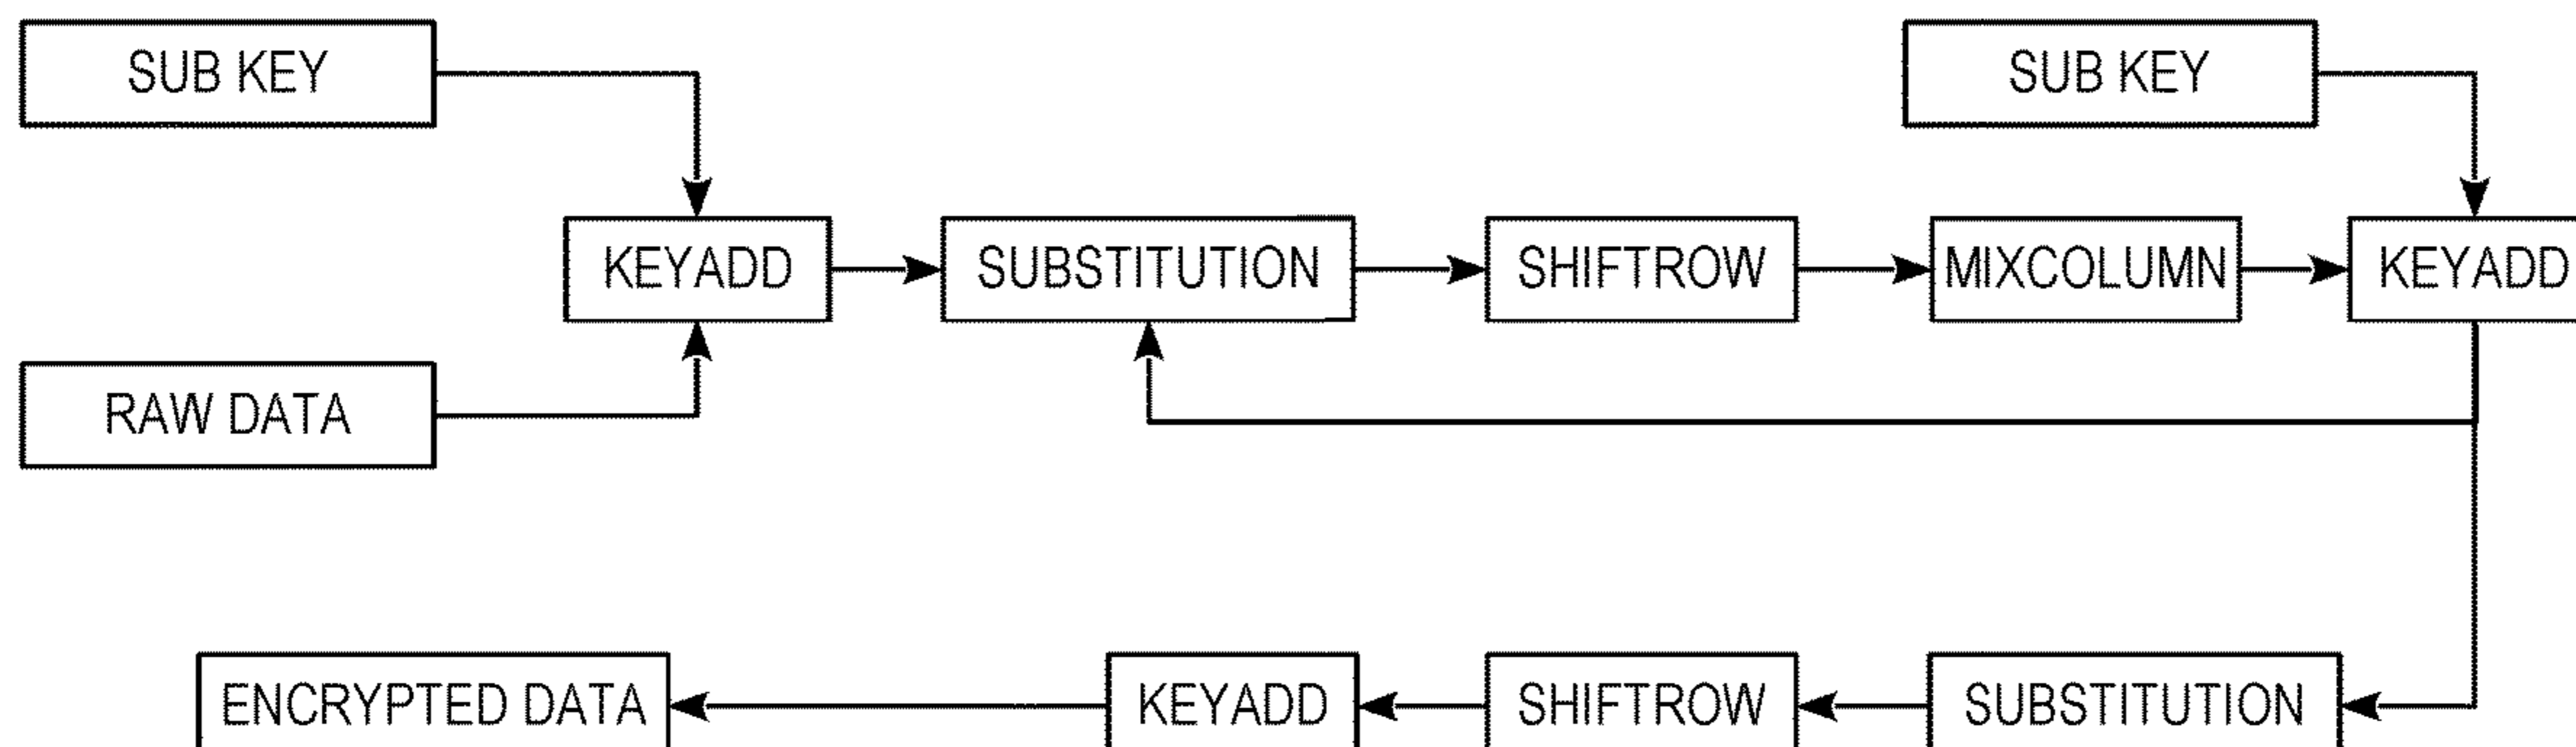 SUB KEY
SUB KEY
KEYADD
SUBSTITUTION
SHIFTROW
MIXCOLUMN
KEYADD
RAW DATA
ENCRYPTED DATA
KEYADD
SHIFTROW
SUBSTITUTION